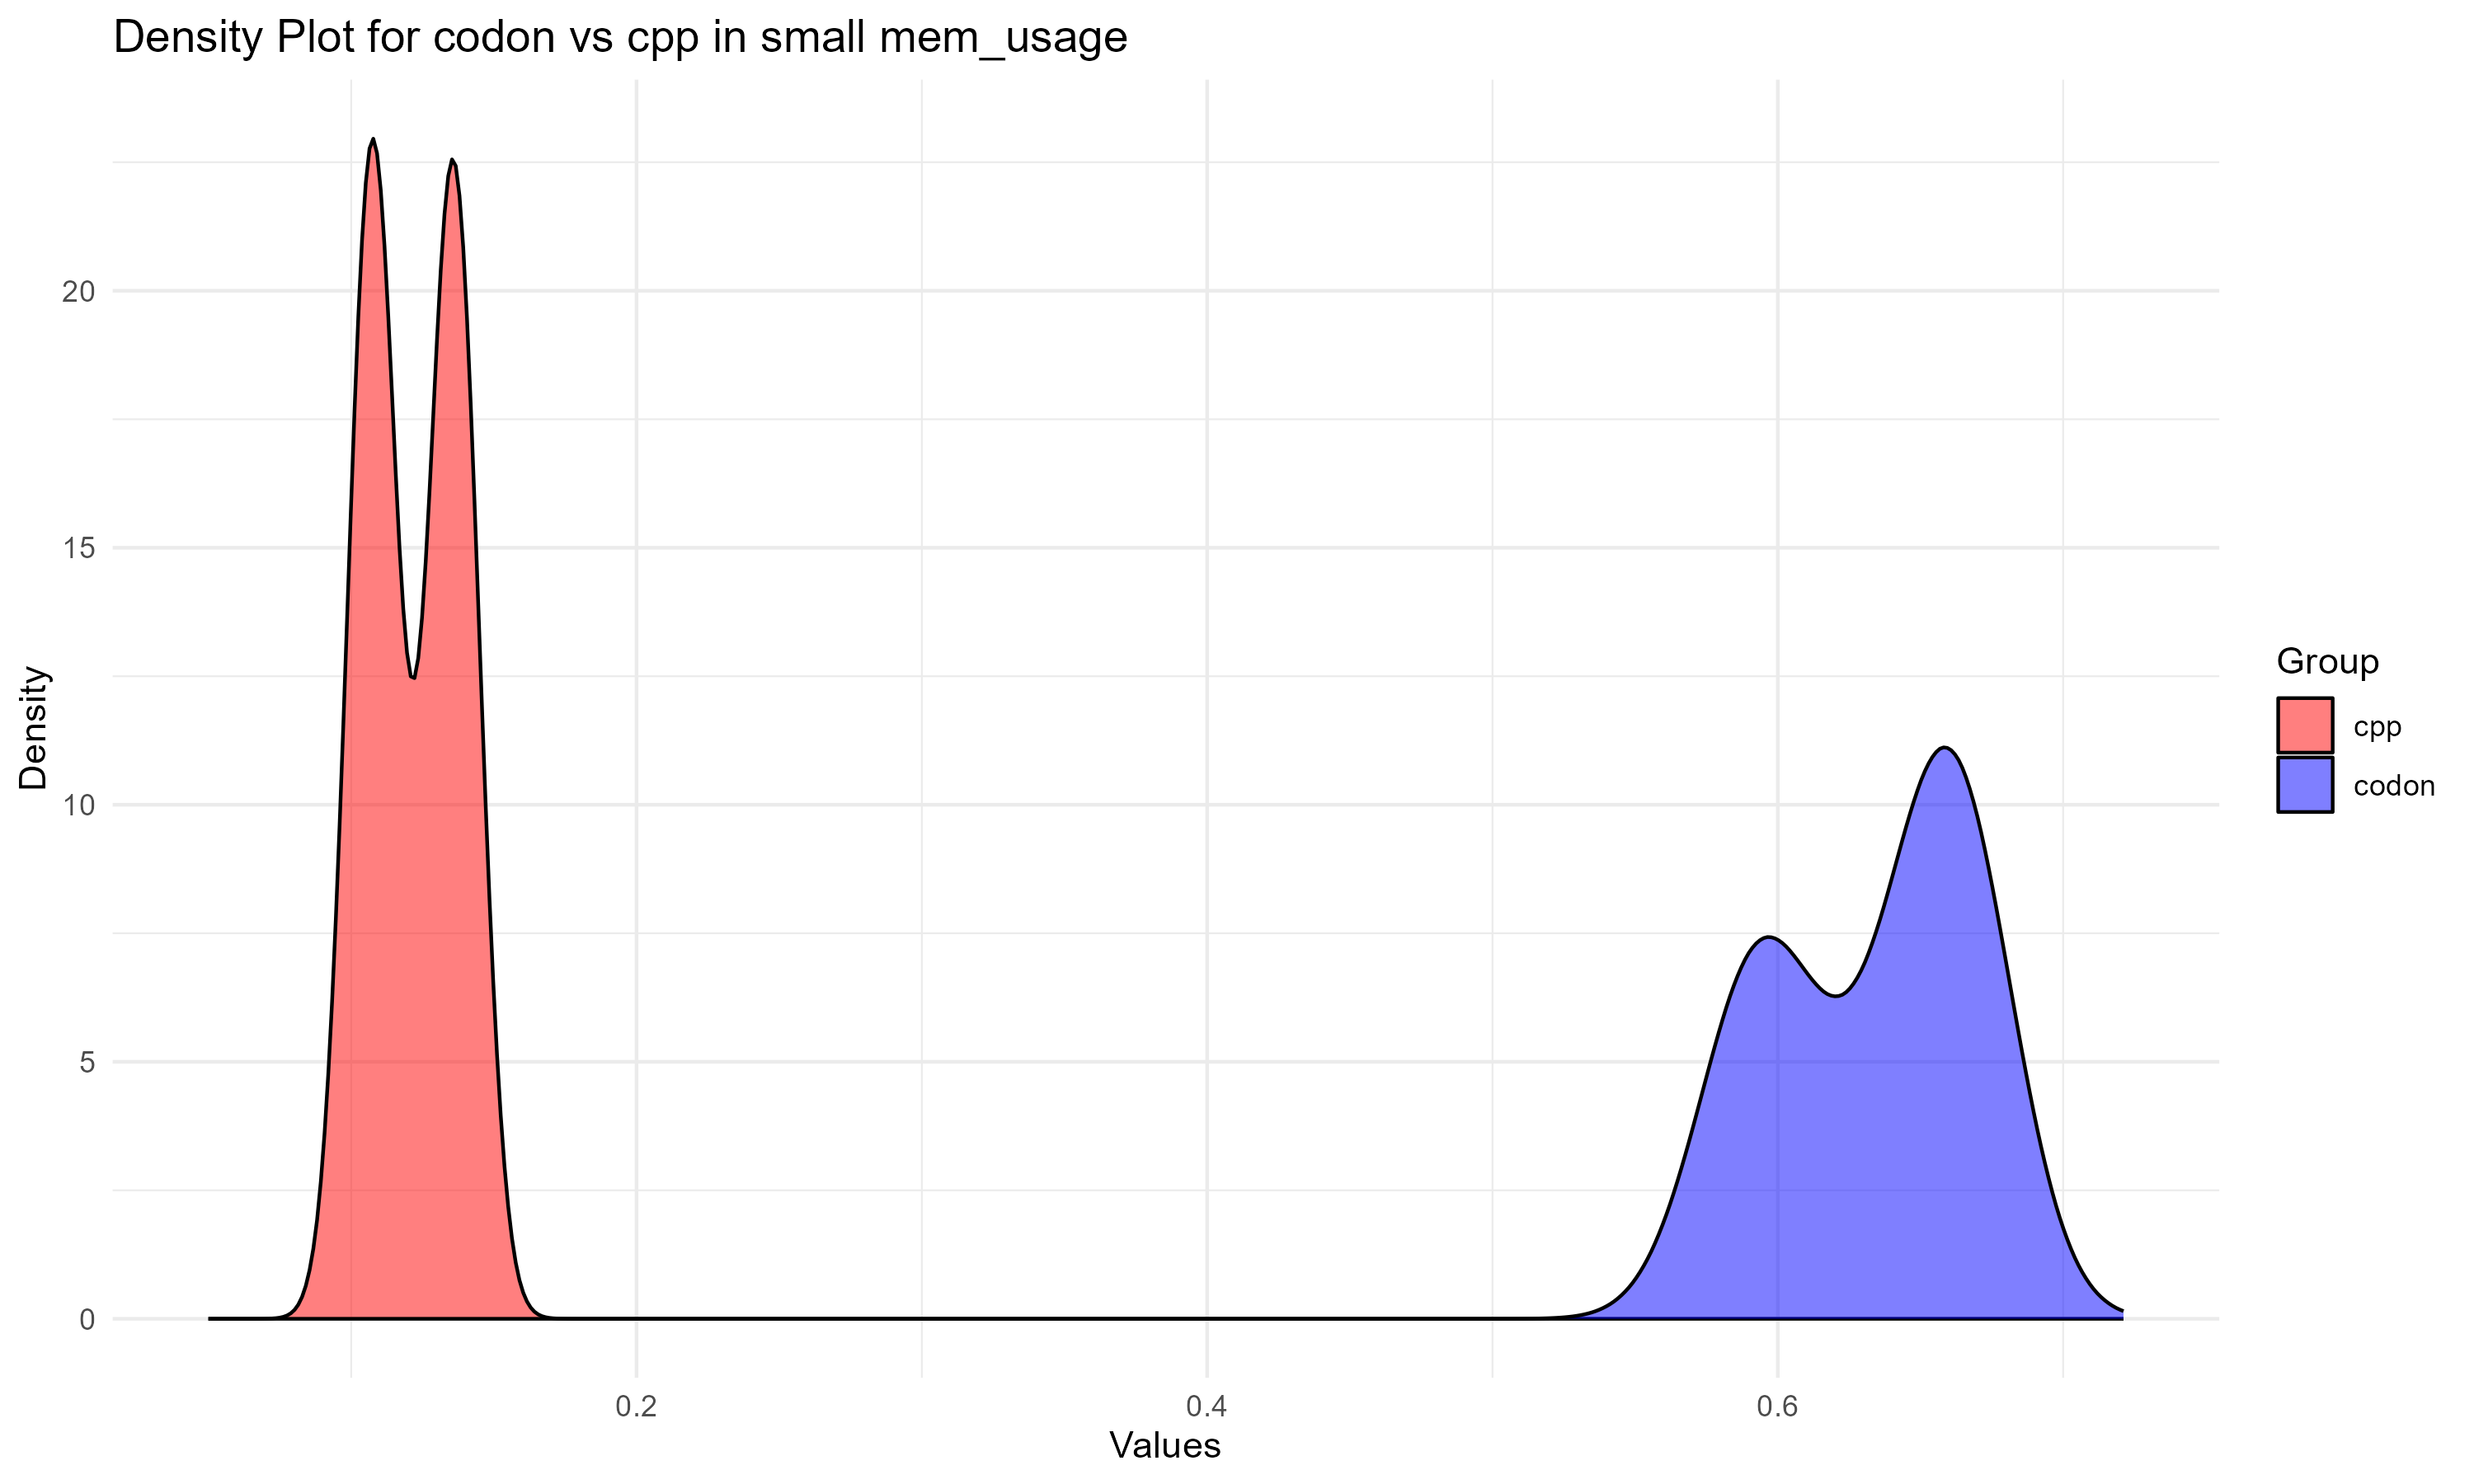 Density Plot for codon vs cpp in small mem_usage
20
15
10
5
0
Density
0.2
0.4
0.6
Values
Group
cpp
codon